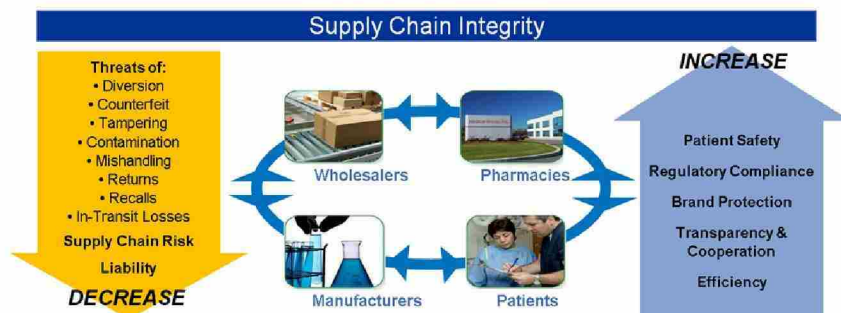 Supply Chain Integrity
Threats of:
• Diversion
• Counterfeit
• Tampering
• Contamination
• Mishandling
• Returns
• Recalls
• In-Transit Losses
Supply Chain Risk
Liability
DECREASE
Wholesalers
Pharmacies
Manufacturers
Patients
INCREASE
Patient Safety
Regulatory Compliance
Brand Protection
Transparency &
Cooperation
Efficiency